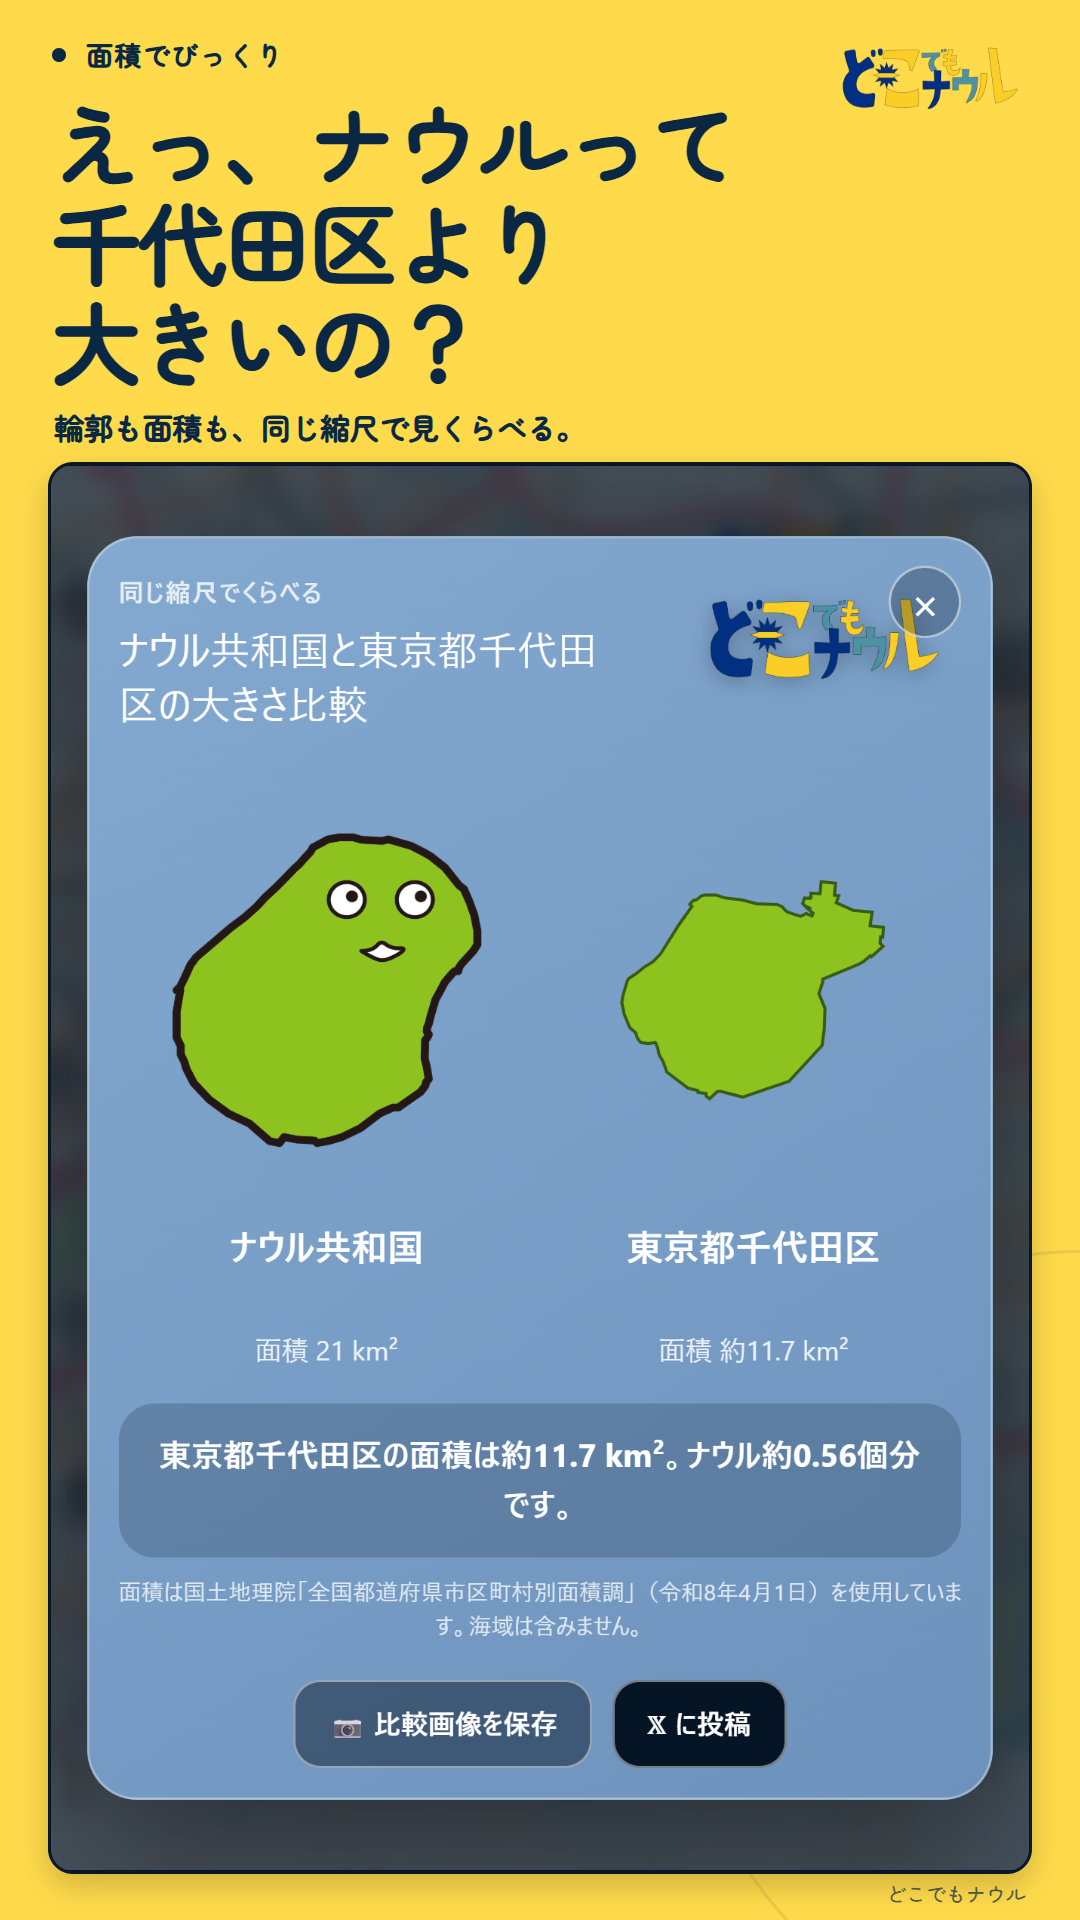 面積でびっくり
どこでもナウル
えっ、ナウルって
千代田区より
大きいの？
輪郭も面積も、同じ縮尺で見くらべる。
同じ縮尺でくらべる
どこでもナウル
×
ナウル共和国と東京都千代田
区の大きさ比較
ナウル共和国
東京都千代田区
面積 21 km²
面積 約11.7 km²
東京都千代田区の面積は約11.7 km²。ナウル約0.56個分
です。
面積は国土地理院「全国都道府県市区町村別面積調」（令和8年4月1日）を使用していま
す。海域は含みません。
📷 比較画像を保存
𝕏 に投稿
どこでもナウル